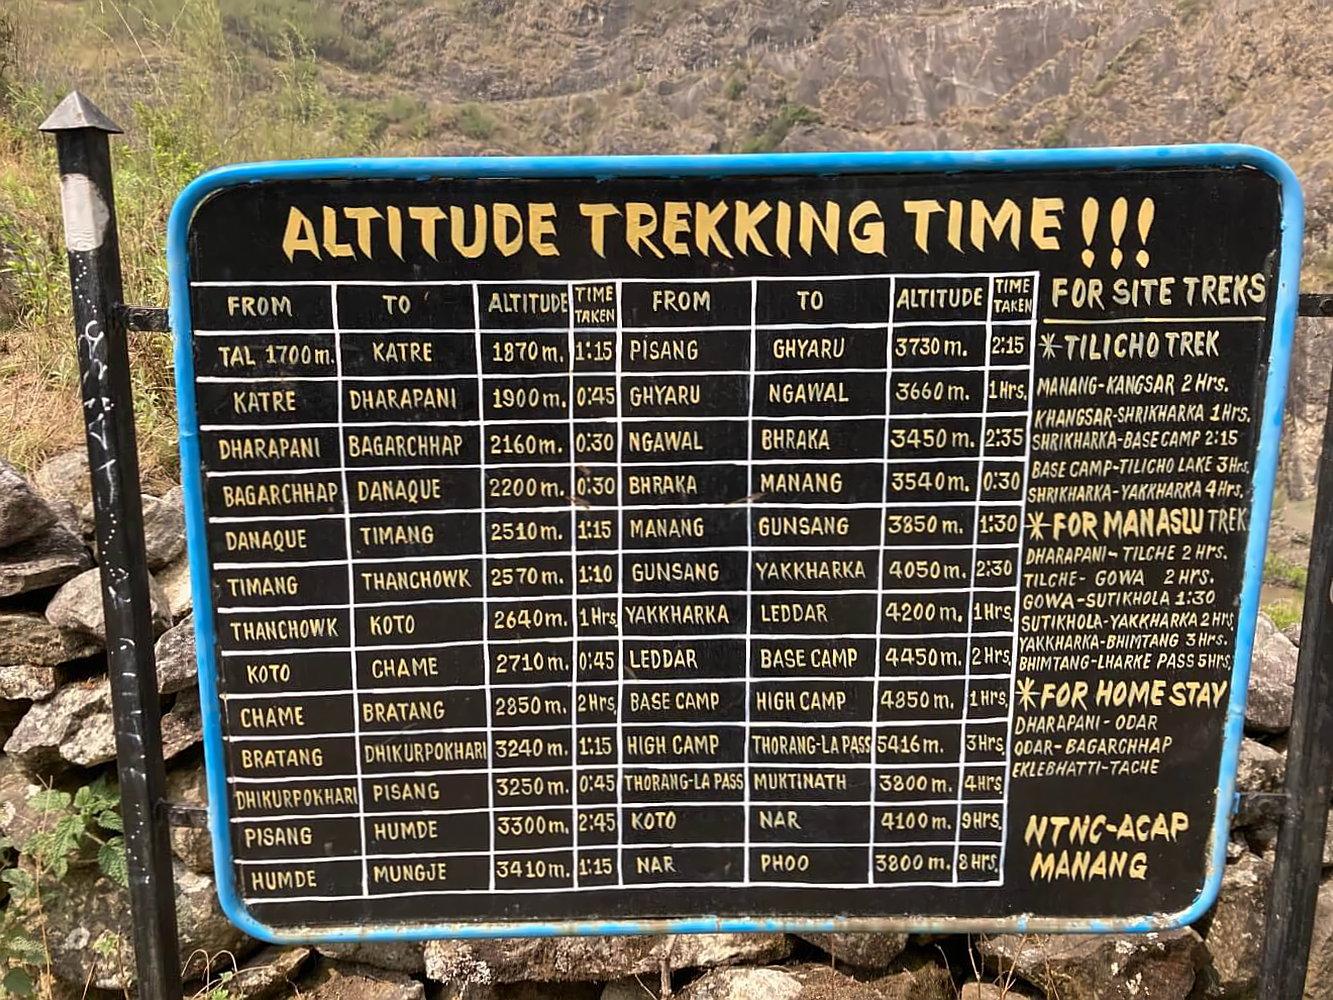 ALTITUDE TREKKING TIME!!!
FROM TO ALTITUDE TIME TAKEN FROM TO ALTITUDE TIME TAKEN
TAL 1700m. KATRE 1870m. 1:15 PISANG GHYARU 3730m. 2:15
KATRE DHARAPANI 1900m. 0:45 GHYARU NGAWAL 3660m. 1Hrs.
DHARAPANI BAGARCHHAP 2160m. 0:30 NGAWAL BHRAKA 3450m. 2:35
BAGARCHHAP DANAQUE 2200m. 0:30 BHRAKA MANANG 3540m. 0:30
DANAQUE TIMANG 2510m. 1:15 MANANG GUNSANG 3850m. 1:30
TIMANG THANCHOWK 2570m. 1:10 GUNSANG YAKKHARKA 4050m. 2:30
THANCHOWK KOTO 2640m. 1Hrs. YAKKHARKA LEDDAR 4200m. 1Hrs.
KOTO CHAME 2710m. 0:45 LEDDAR BASE CAMP 4450m. 2Hrs.
CHAME BRATANG 2850m. 2Hrs. BASE CAMP HIGH CAMP 4850m. 1Hrs.
BRATANG DHIKURPOKHARI 3240m. 1:15 HIGH CAMP THORANG-LA PASS 5416m. 3Hrs.
DHIKURPOKHARI PISANG 3250m. 0:45 THORANG-LA PASS MUKTINATH 3800m. 4Hrs.
PISANG HUMDE 3300m. 2:45 KOTO NAR 4100m. 9Hrs.
HUMDE MUNGJE 3410m. 1:15 NAR PHOO 3800m. 8Hrs.
FOR SITE TREKS
*TILICHO TREK
MANANG-KANGSAR 2Hrs.
KHANGSAR-SHRIKHARKA 1Hrs.
SHRIKHARKA-BASECAMP 2:15
BASE CAMP-TILICHO LAKE 3Hrs.
SHRIKHARKA-YAKKHARKA 4Hrs.
*FOR MANASLU TREK
DHARAPANI-TILCHE 2HRS.
TILCHE-GOWA 2HRS.
GOWA-SUTIKHOLA 1:30
SUTIKHOLA-YAKKHARKA 2Hrs.
YAKKHARKA-BHIMTANG 3Hrs.
BHIMTANG-LHARKE PASS 5HRS.
*FOR HOME STAY
DHARAPANI-ODAR
ODAR-BAGARCHHAP
EKLEBHATTI-TACHE
NTNC-ACAP
MANANG